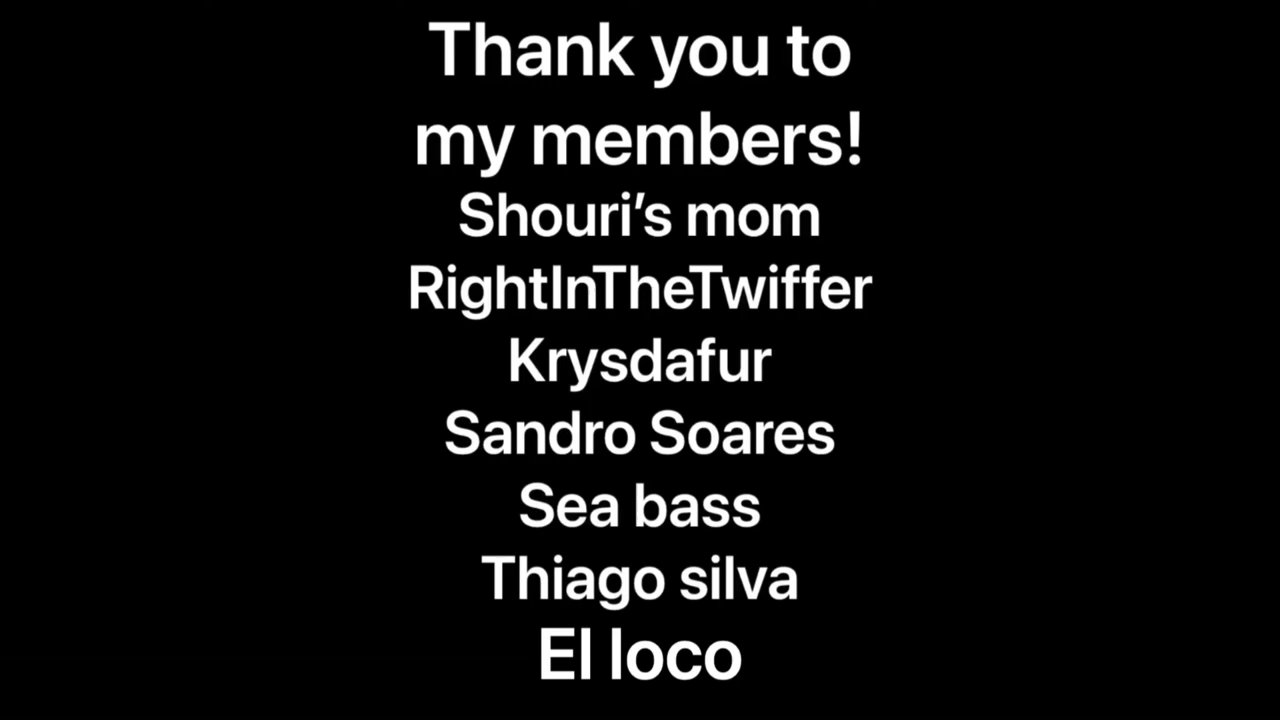 Thank you to
my members!
Shouri’s mom
RightInTheTwiffer
Krysdafur
Sandro Soares
Sea bass
Thiago silva
El loco